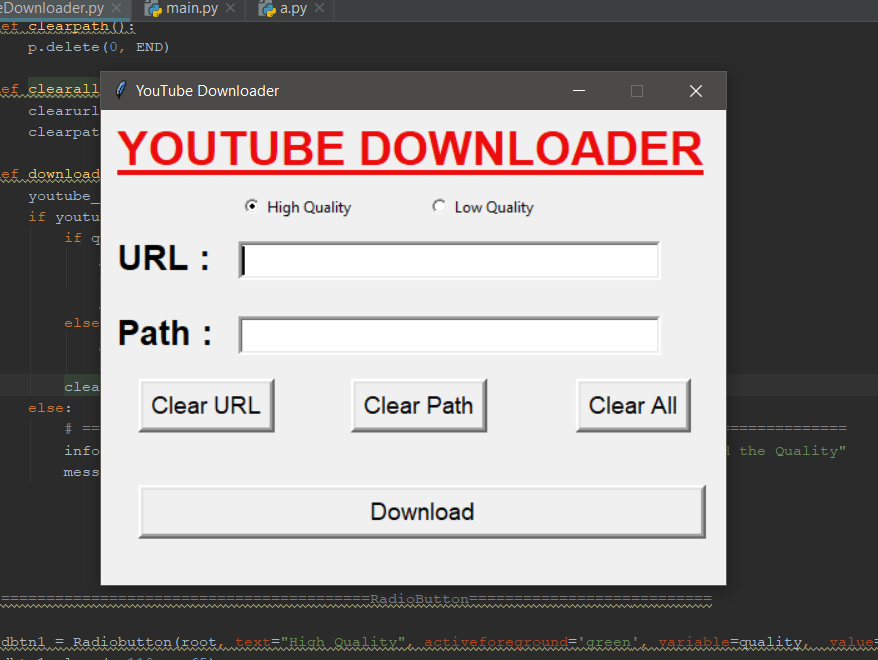 eDownloader.py main.py a.py
ef clearpath():
p.delete(0, END)
ef clearall
clearurl
clearpat
ef download
youtube_
if youtu
if q
else
clea
else:
# == ==============
info d the Quality"
mess
YouTube Downloader
YOUTUBE DOWNLOADER
High Quality Low Quality
URL :
Path :
Clear URL Clear Path Clear All
Download
=========================================RadioButton===========================
dbtn1 = Radiobutton(root, text="High Quality", activeforeground='green', variable=quality, value=